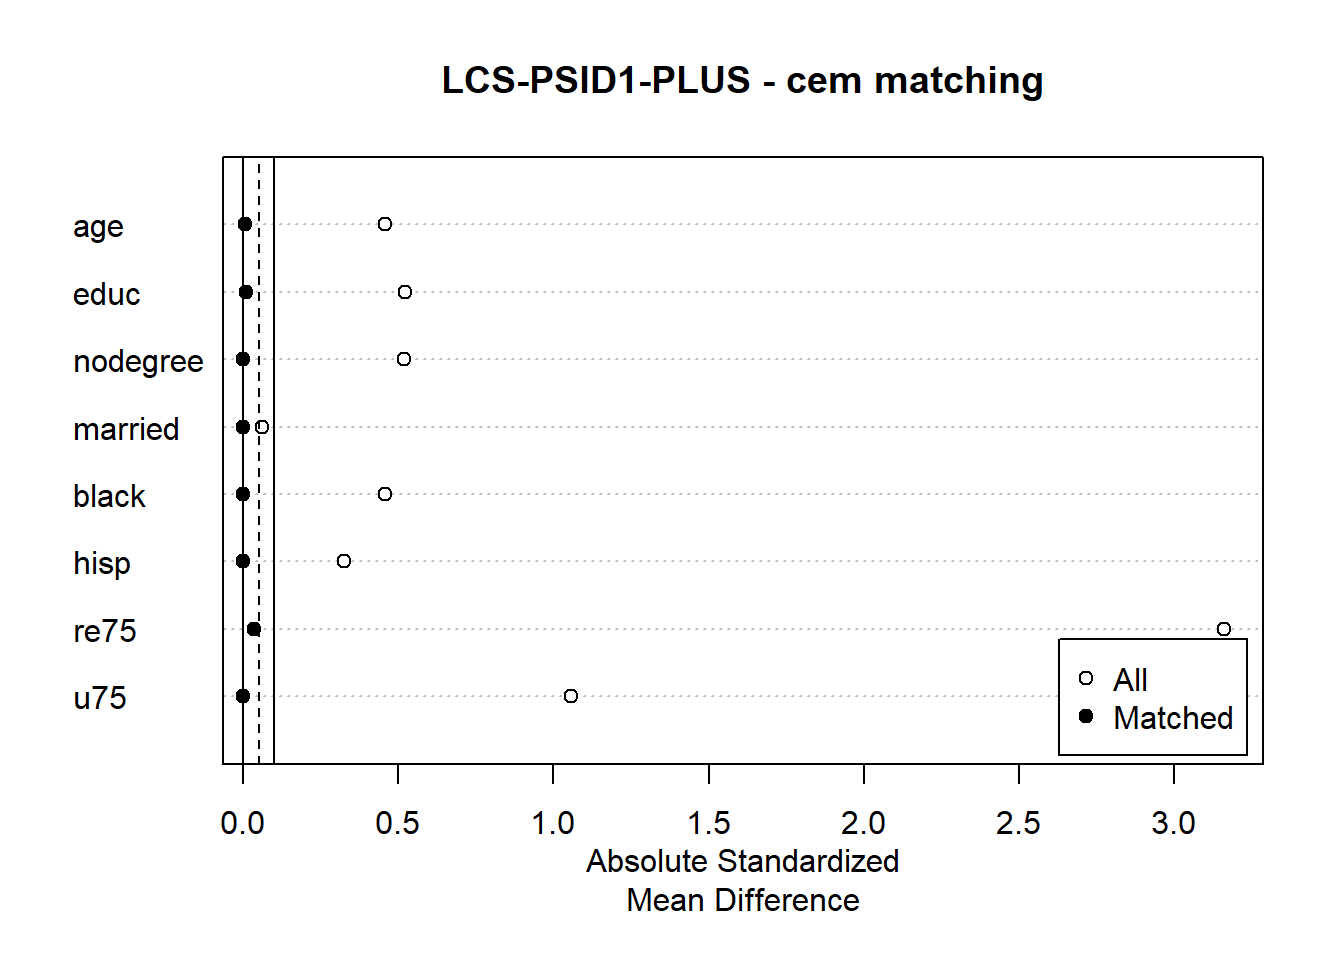 LCS-PSID1-PLUS - cem matching
age
educ
nodegree
married
black
hisp
re75
u75
All
Matched
0.0 0.5 1.0 1.5 2.0 2.5 3.0
Absolute Standardized
Mean Difference